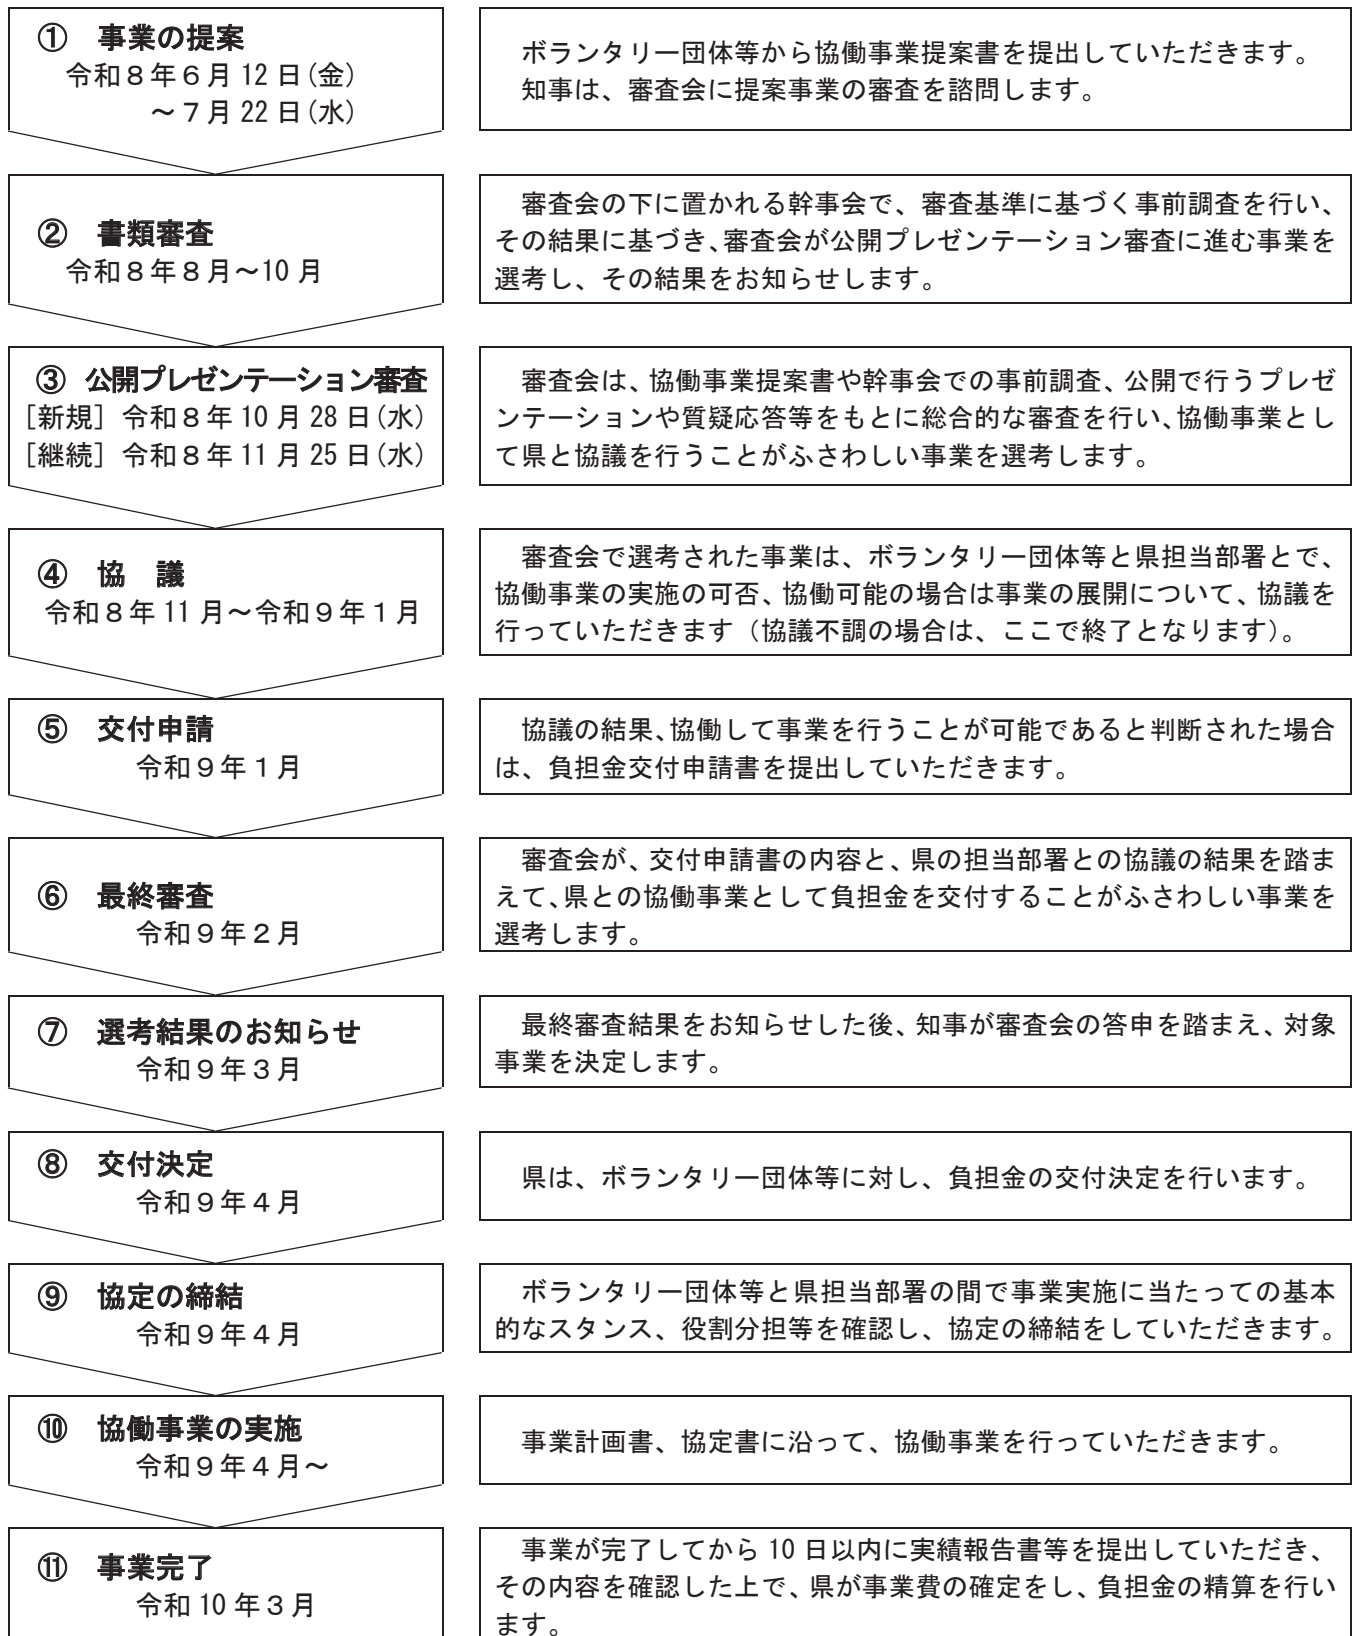 ① 事業の提案
令和８年６月 12 日(金)
～７月 22 日(水)
ボランタリー団体等から協働事業提案書を提出していただきます。
知事は、審査会に提案事業の審査を諮問します。
② 書類審査
令和８年８月～10 月
審査会の下に置かれる幹事会で、審査基準に基づく事前調査を行い、
その結果に基づき、審査会が公開プレゼンテーション審査に進む事業を
選考し、その結果をお知らせします。
③ 公開プレゼンテーション審査
[新規] 令和８年 10 月 28 日(水)
[継続] 令和８年 11 月 25 日(水)
審査会は、協働事業提案書や幹事会での事前調査、公開で行うプレゼ
ンテーションや質疑応答等をもとに総合的な審査を行い、協働事業とし
て県と協議を行うことがふさわしい事業を選考します。
④ 協　議
令和８年 11 月～令和９年１月
審査会で選考された事業は、ボランタリー団体等と県担当部署とで、
協働事業の実施の可否、協働可能の場合は事業の展開について、協議を
行っていただきます（協議不調の場合は、ここで終了となります）。
⑤ 交付申請
令和９年１月
協議の結果、協働して事業を行うことが可能であると判断された場合
は、負担金交付申請書を提出していただきます。
⑥ 最終審査
令和９年２月
審査会が、交付申請書の内容と、県の担当部署との協議の結果を踏ま
えて、県との協働事業として負担金を交付することがふさわしい事業を
選考します。
⑦ 選考結果のお知らせ
令和９年３月
最終審査結果をお知らせした後、知事が審査会の答申を踏まえ、対象
事業を決定します。
⑧ 交付決定
令和９年４月
県は、ボランタリー団体等に対し、負担金の交付決定を行います。
⑨ 協定の締結
令和９年４月
ボランタリー団体等と県担当部署の間で事業実施に当たっての基本
的なスタンス、役割分担等を確認し、協定の締結をしていただきます。
⑩ 協働事業の実施
令和９年４月～
事業計画書、協定書に沿って、協働事業を行っていただきます。
⑪ 事業完了
令和 10 年３月
事業が完了してから 10 日以内に実績報告書等を提出していただき、
その内容を確認した上で、県が事業費の確定をし、負担金の精算を行い
ます。